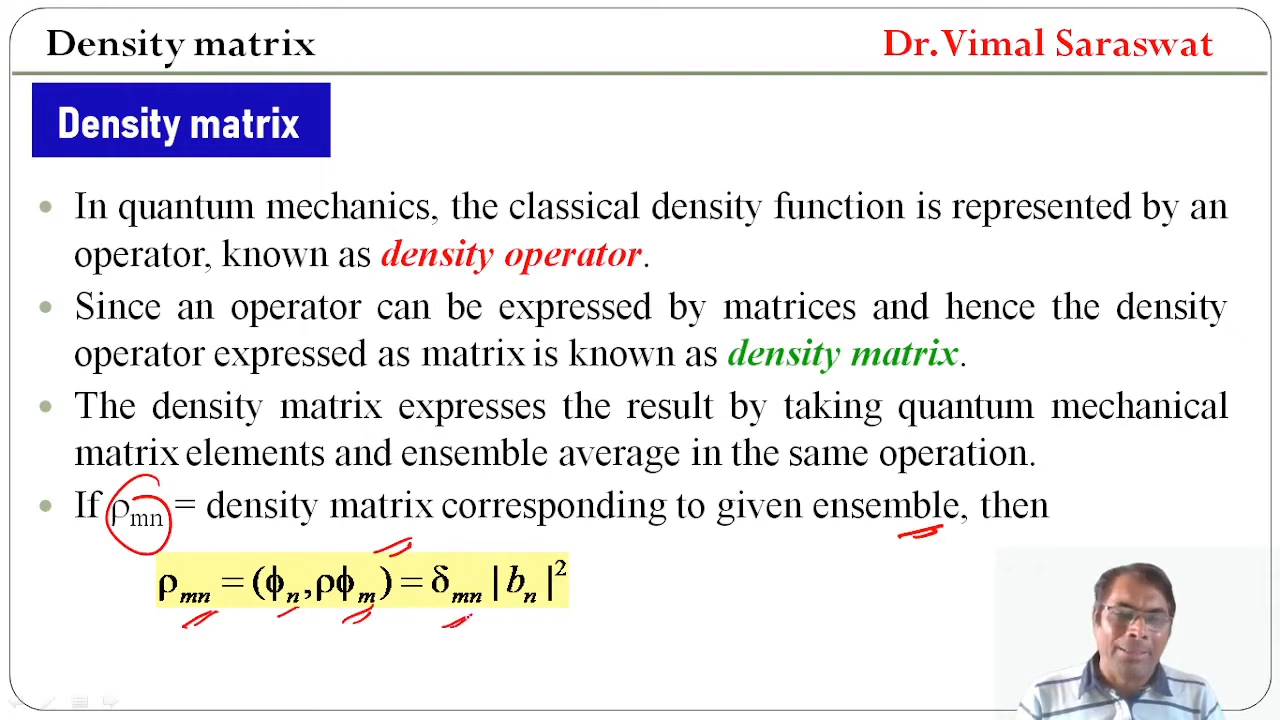 Density matrix
Dr.Vimal Saraswat
Density matrix
• In quantum mechanics, the classical density function is represented by an
operator, known as density operator.
• Since an operator can be expressed by matrices and hence the density
operator expressed as matrix is known as density matrix.
• The density matrix expresses the result by taking quantum mechanical
matrix elements and ensemble average in the same operation.
• If ρmn = density matrix corresponding to given ensemble, then
ρmn = (ϕn, ρϕm) = δmn | bn |²